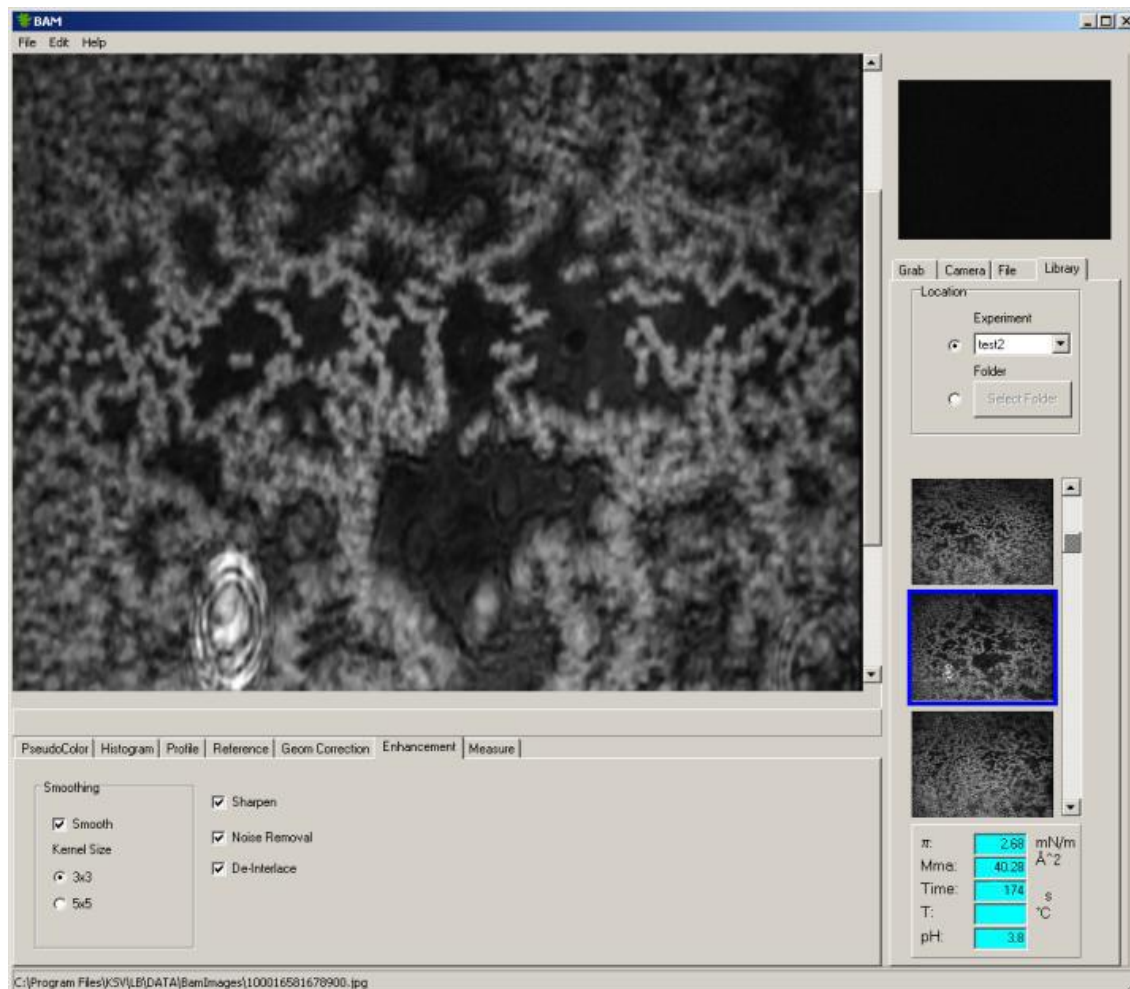 BAM
File Edit Help
Grab Camera File Library
Location
Experiment
test2
Folder
Select Folder
PseudoColor Histogram Profile Reference Geom Correction Enhancement Measure
Smoothing
Smooth
Kernel Size
3x3
5x5
Sharpen
Noise Removal
De-Interlace
π: 2.68 mN/m
Mma: 40.28 Å^2
Time: 174 s
T: °C
pH: 3.8
C:\Program Files\KSV\LB\DATA\BamImages\100016581678900.jpg